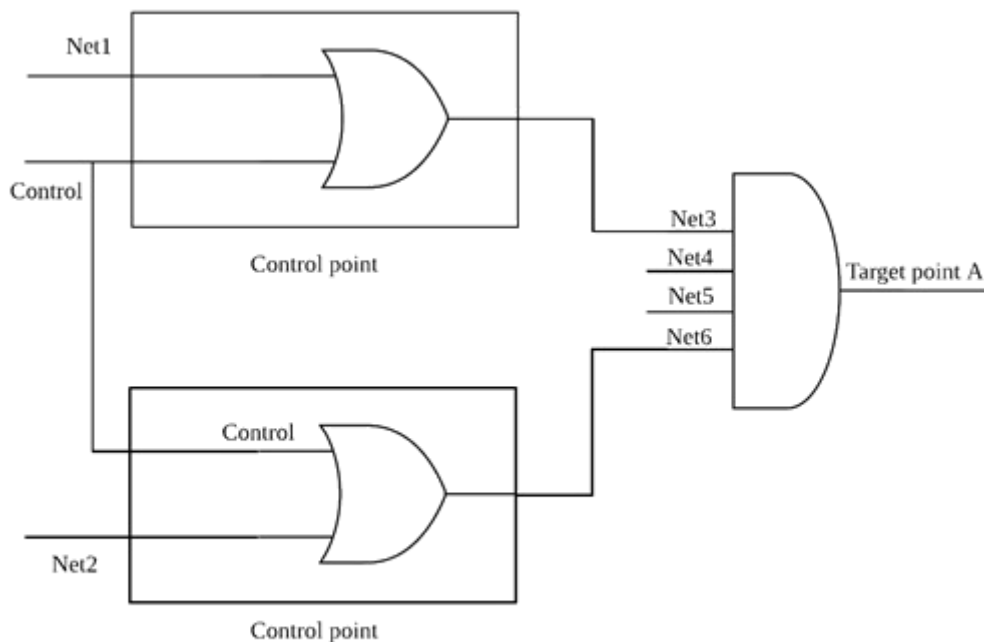 Net1
Control
Control point
Net3
Net4
Net5
Net6
Target point A
Control
Net2
Control point